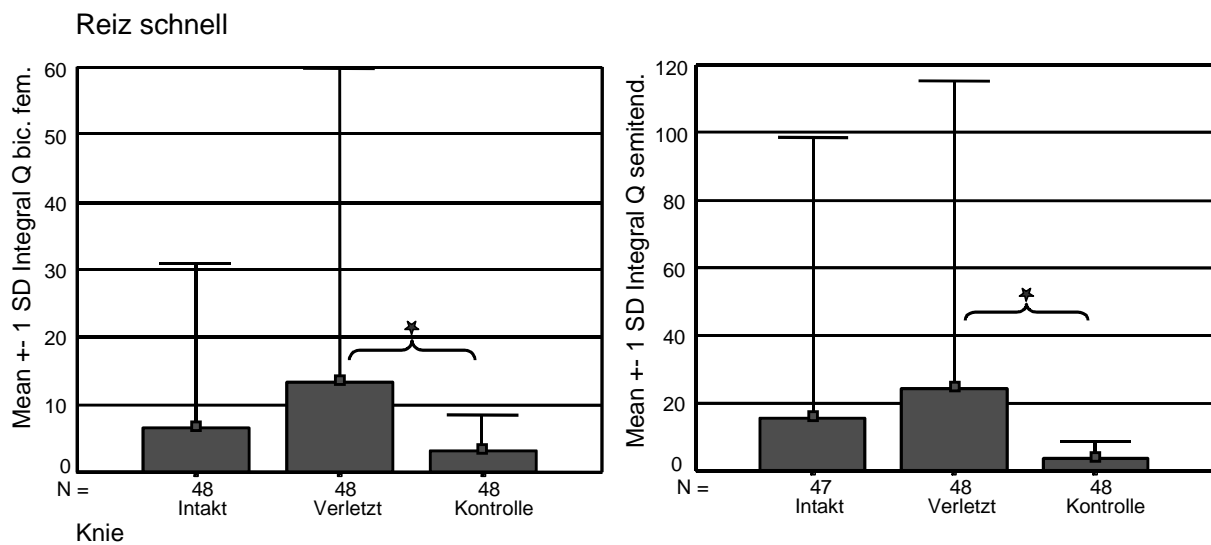 Reiz schnell
Mean +- 1 SD Integral Q bic. fem.
60
50
40
30
20
10
0
N = 48 48 48
Intakt Verletzt Kontrolle
Knie
Mean +- 1 SD Integral Q semitend.
120
100
80
60
40
20
0
N = 47 48 48
Intakt Verletzt Kontrolle